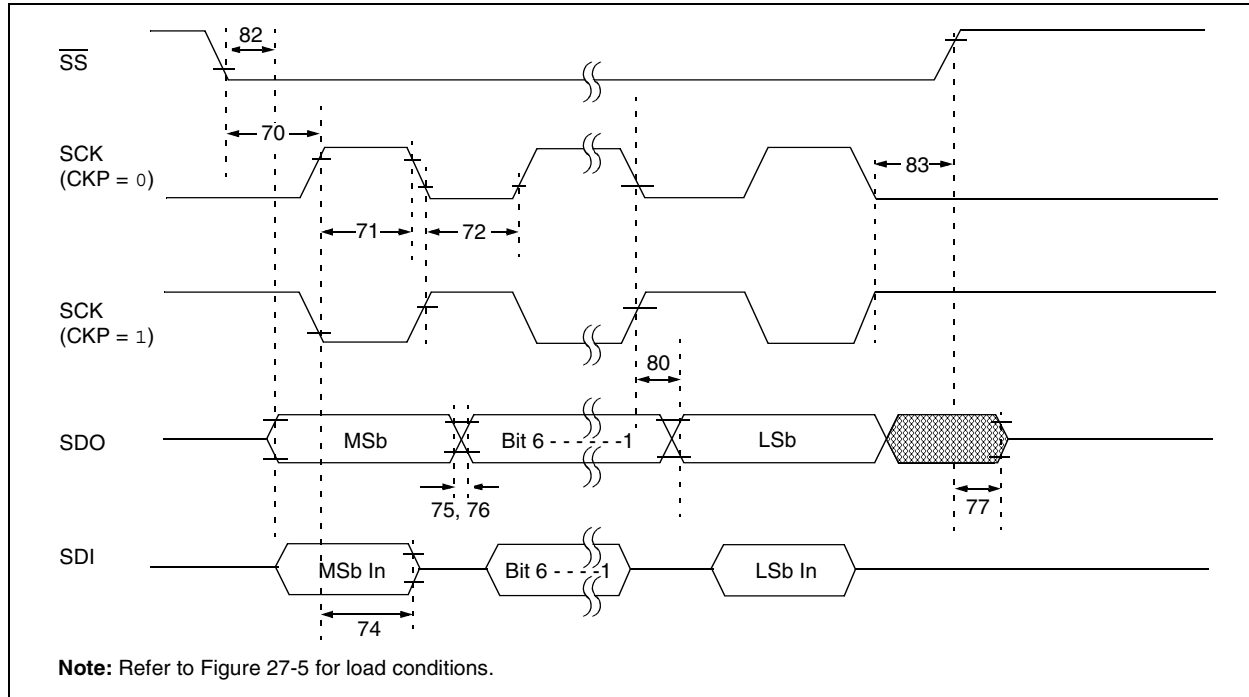 82
SS
70
SCK
(CKP = 0)
83
71
72
SCK
(CKP = 1)
80
SDO
MSb
Bit 6 - - - - - -1
LSb
75, 76
77
SDI
MSb In
Bit 6 - - - -1
LSb In
74
Note: Refer to Figure 27-5 for load conditions.